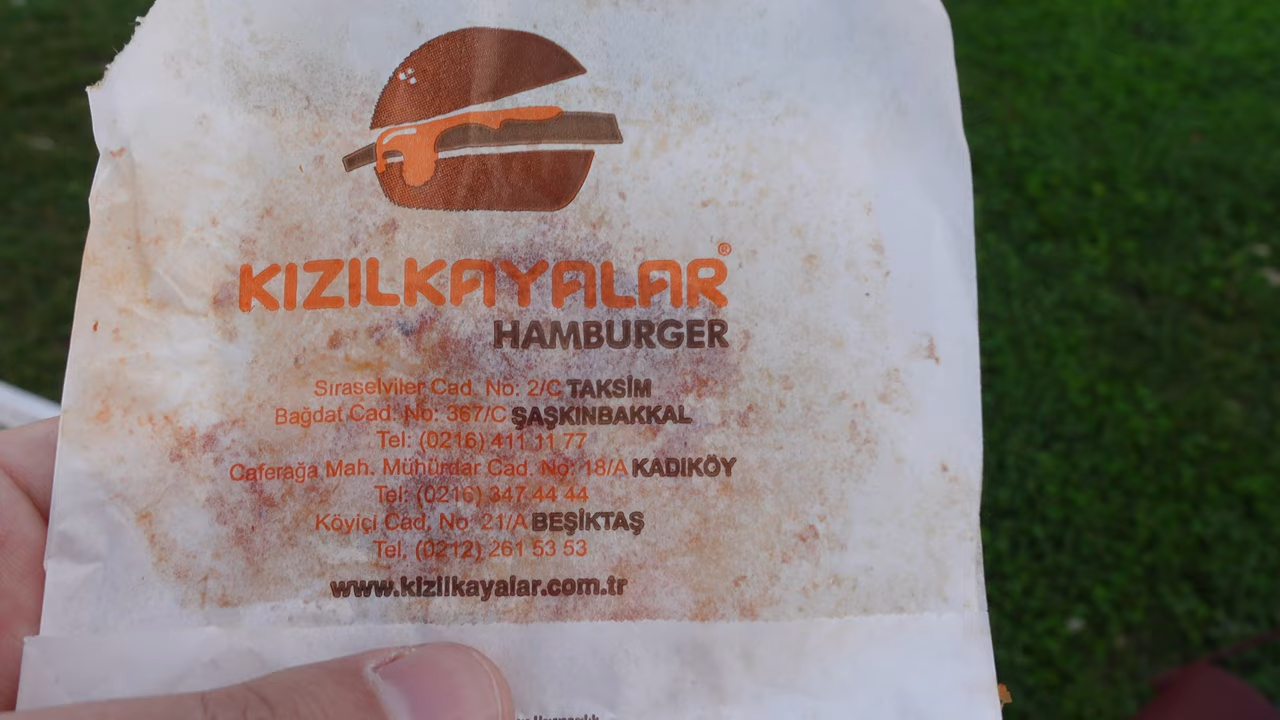 KIZILKAYALAR®
HAMBURGER
Sıraselviler Cad. No: 2/C TAKSİM
Bağdat Cad. No: 367/C ŞAŞKINBAKKAL
Tel: (0216) 411 11 77
Caferağa Mah. Mühürdar Cad. No: 18/A KADIKÖY
Tel: (0216) 347 44 44
Köyiçi Cad. No: 21/A BEŞİKTAŞ
Tel. (0212) 261 53 53
www.kizilkayalar.com.tr